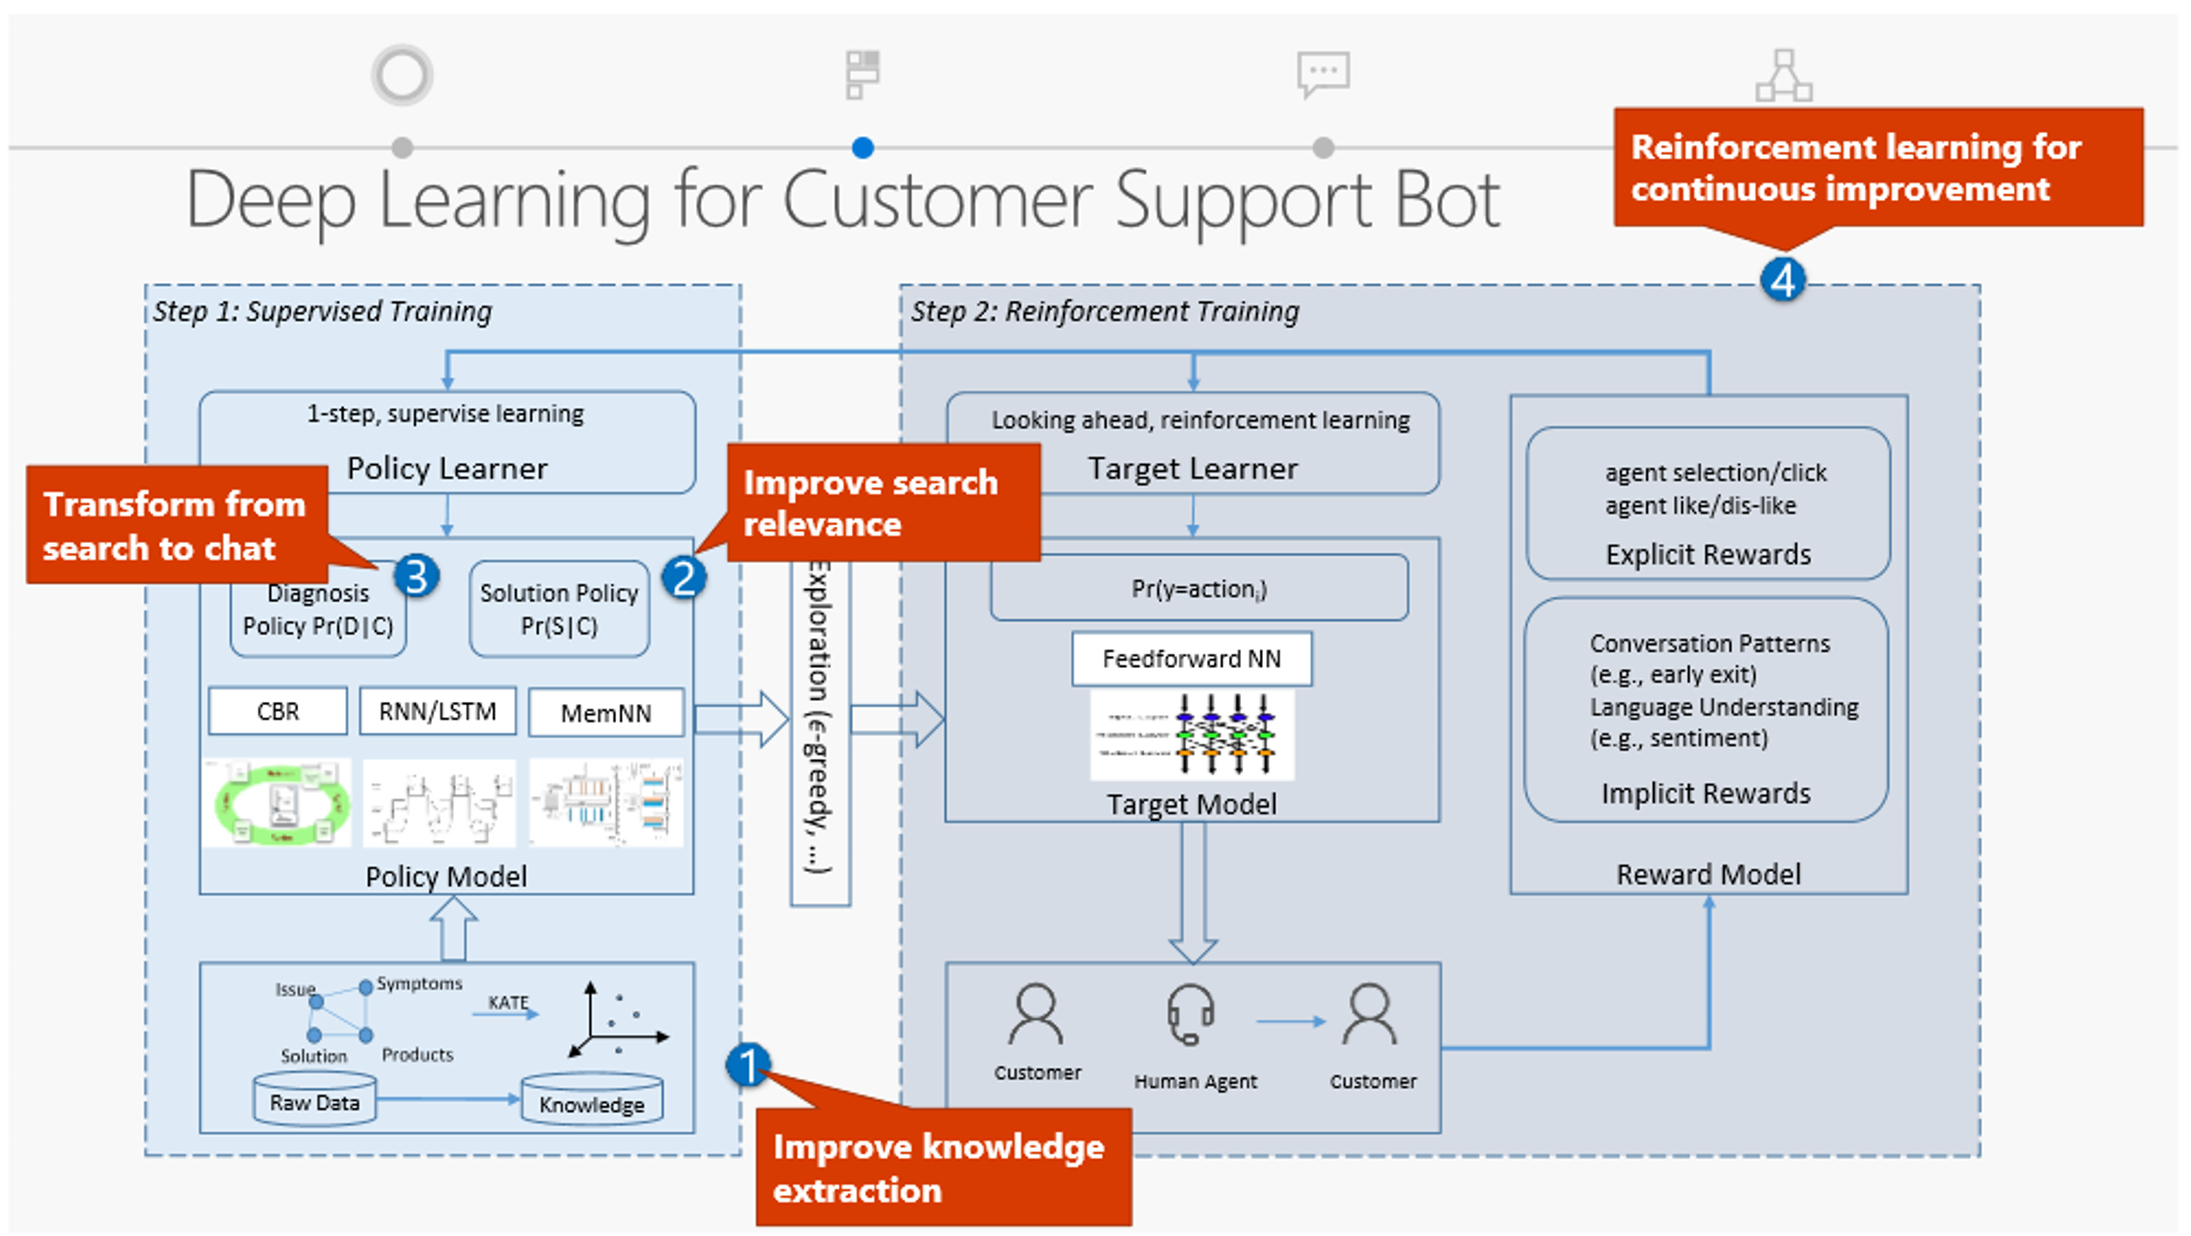 Reinforcement learning for
continuous improvement
Deep Learning for Customer Support Bot
4
Step 1: Supervised Training
1-step, supervise learning
Policy Learner
Transform from
search to chat
3
Improve search
relevance
2
Diagnosis
Policy Pr(D|C)
Solution Policy
Pr(S|C)
CBR
RNN/LSTM
MemNN
Policy Model
Issue
Symptoms
KATE
Solution
Products
Raw Data
Knowledge
1
Improve knowledge
extraction
Exploration (ϵ-greedy, ...)
Step 2: Reinforcement Training
Looking ahead, reinforcement learning
Target Learner
Pr(y=actionᵢ)
Feedforward NN
Target Model
Customer
Human Agent
Customer
agent selection/click
agent like/dis-like
Explicit Rewards
Conversation Patterns
(e.g., early exit)
Language Understanding
(e.g., sentiment)
Implicit Rewards
Reward Model